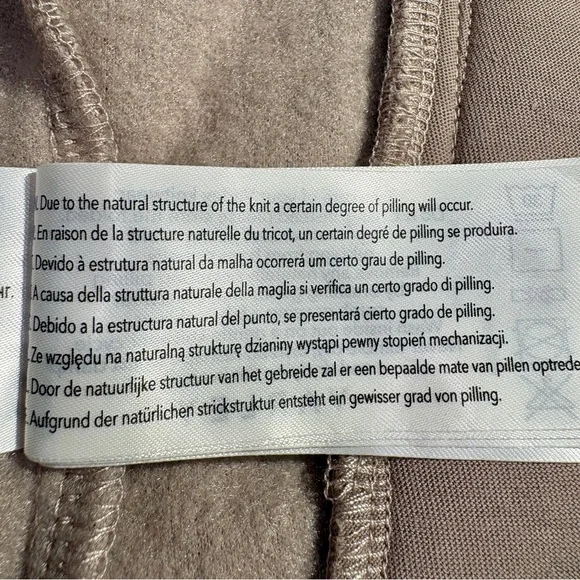 Due to the natural structure of the knit a certain degree of pilling will occur.
En raison de la structure naturelle du tricot, un certain degré de pilling se produira.
Devido à estrutura natural da malha ocorrerá um certo grau de pilling.
A causa della struttura naturale della maglia si verifica un certo grado di pilling.
Debido a la estructura natural del punto, se presentará cierto grado de pilling.
Ze względu na naturalną strukturę dzianiny wystąpi pewny stopień mechanizacji.
Door de natuurlijke structuur van het gebreide zal er een bepaalde mate van pillen optrede
Aufgrund der natürlichen strickstruktur entsteht ein gewisser grad von pilling.